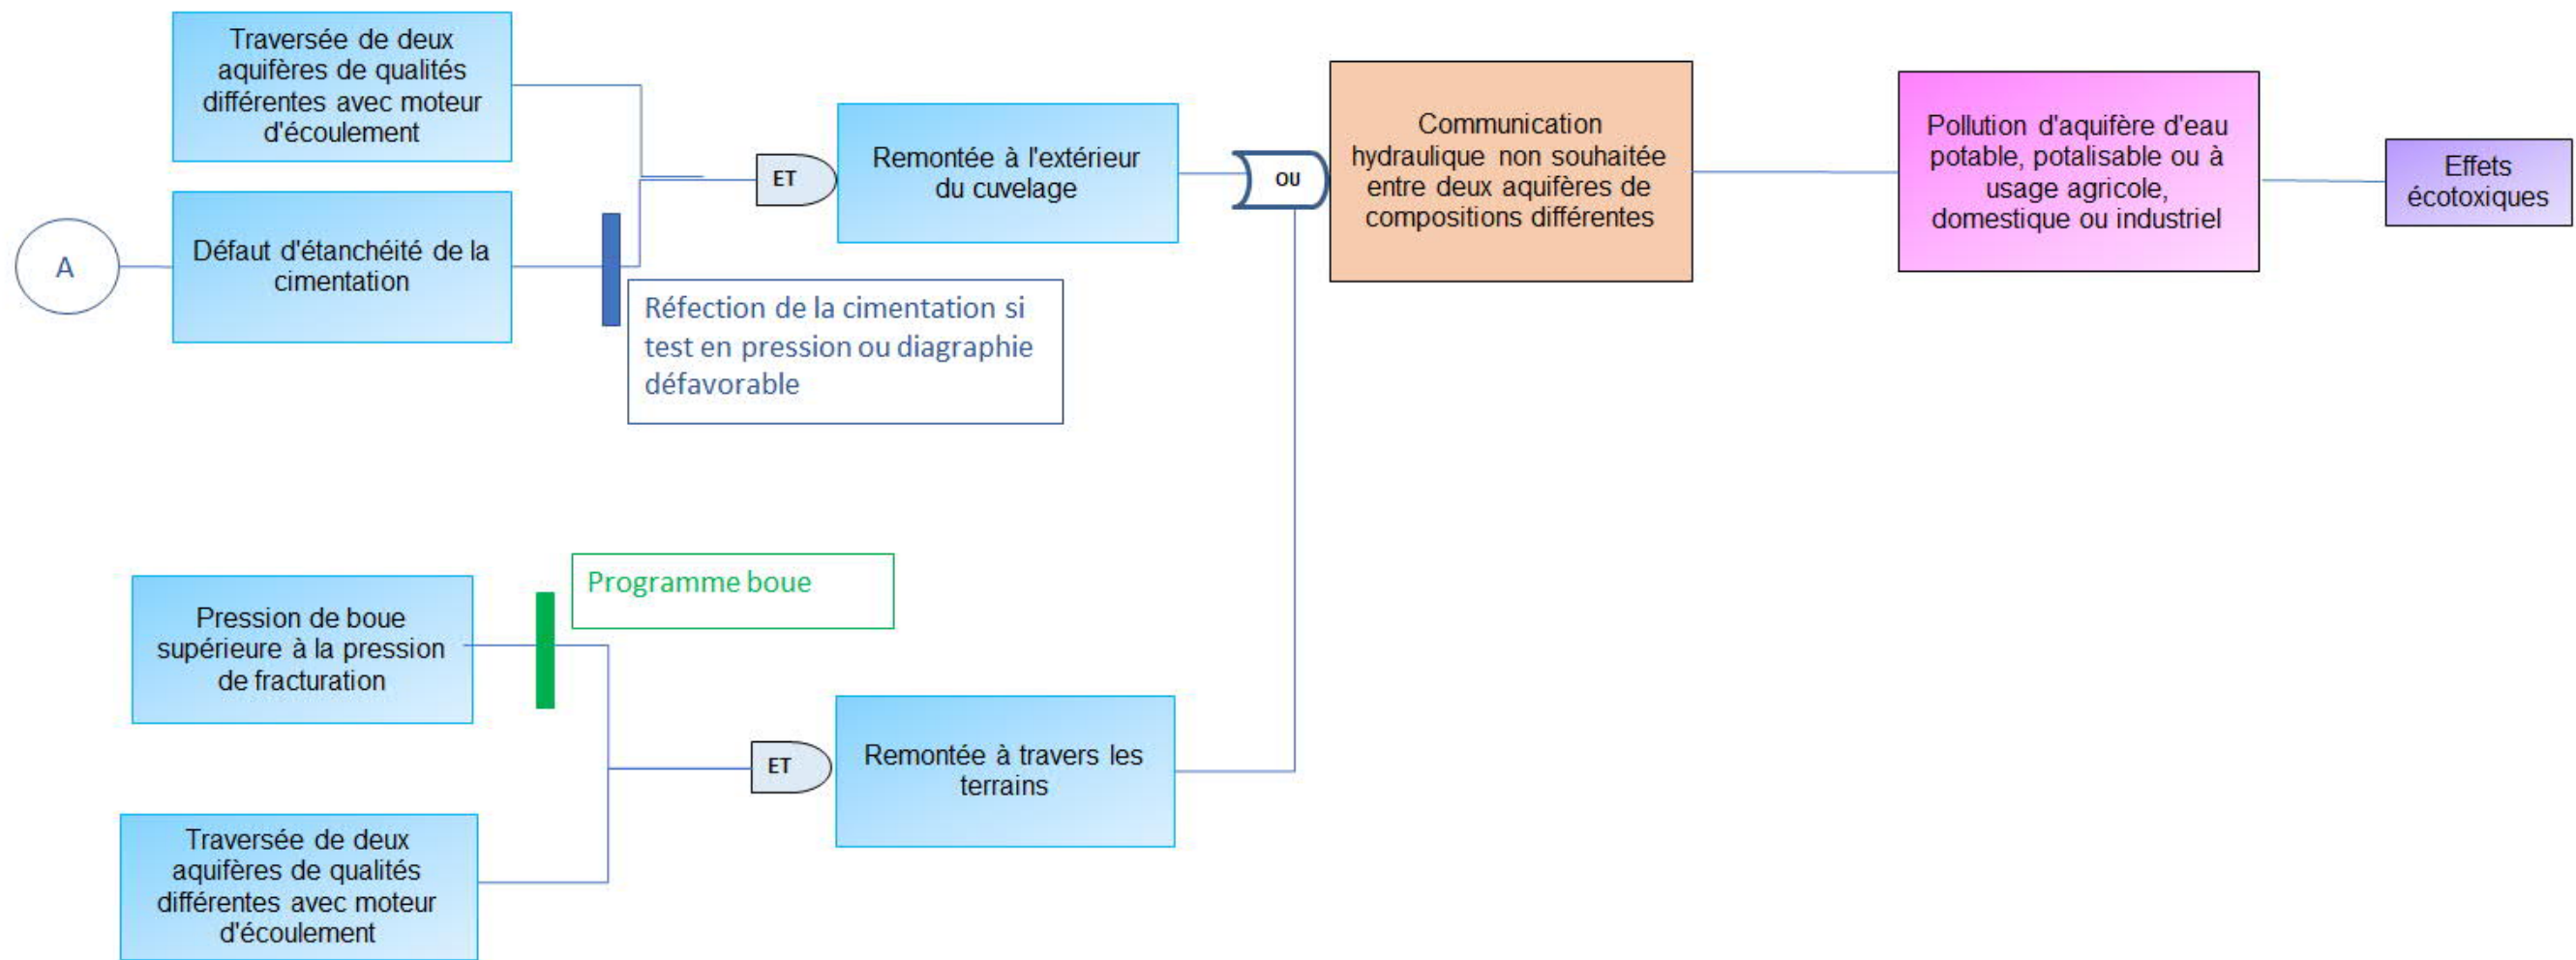 Traversée de deux
aquifères de qualités
différentes avec moteur
d'écoulement
A
Défaut d'étanchéité de la
cimentation
Réfection de la cimentation si
test en pression ou diagraphie
défavorable
ET
Remontée à l'extérieur
du cuvelage
OU
Communication
hydraulique non souhaitée
entre deux aquifères de
compositions différentes
Pollution d'aquifère d'eau
potable, potalisable ou à
usage agricole,
domestique ou industriel
Effets
écotoxiques
Pression de boue
supérieure à la pression
de fracturation
Programme boue
Traversée de deux
aquifères de qualités
différentes avec moteur
d'écoulement
ET
Remontée à travers les
terrains